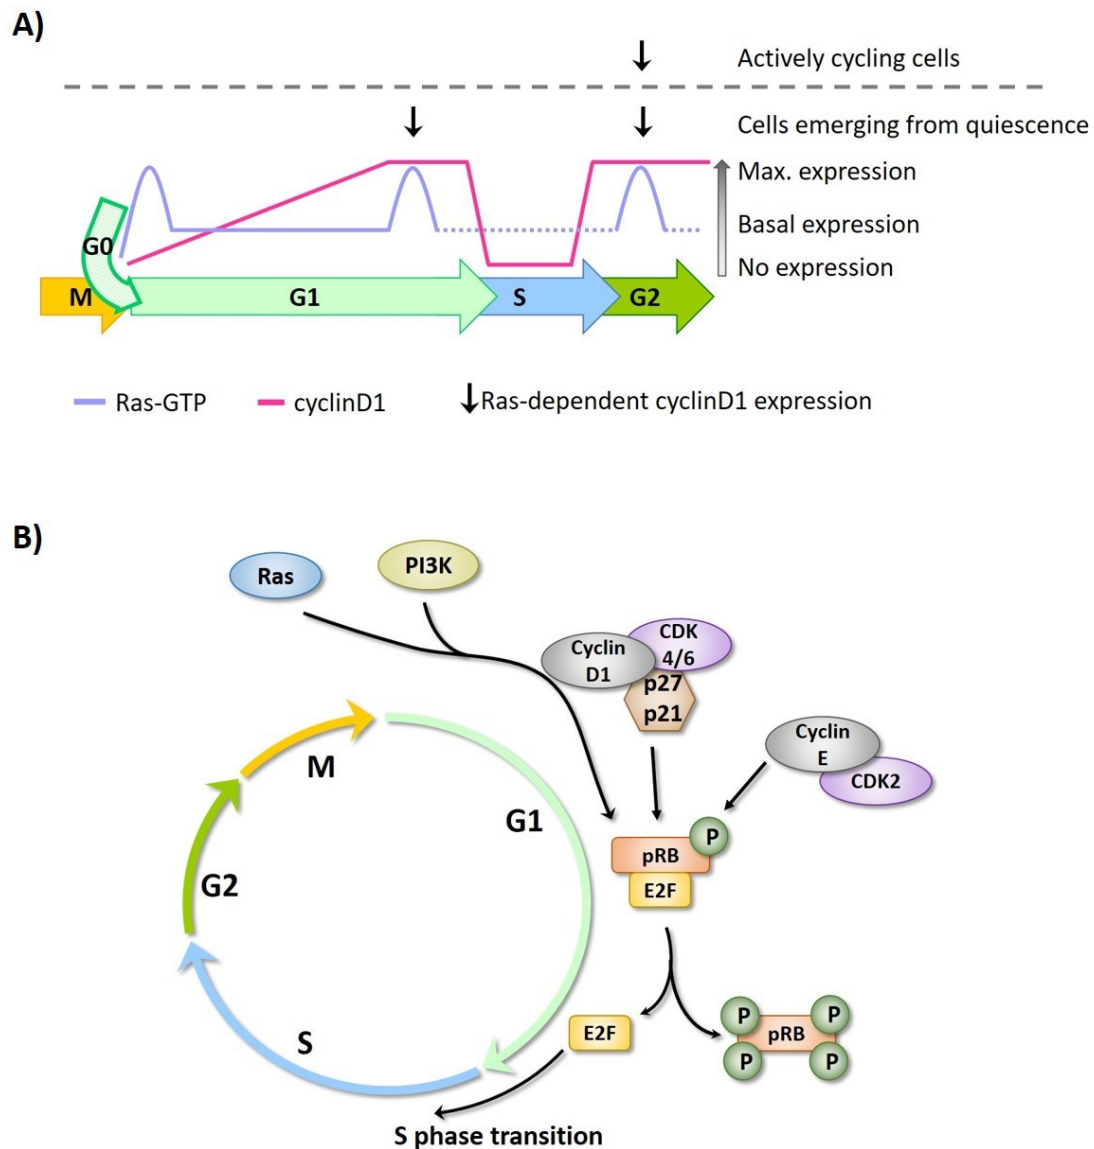 A)
Actively cycling cells
Cells emerging from quiescence
Max. expression
Basal expression
No expression
G0
M
G1
S
G2
Ras-GTP
cyclinD1
Ras-dependent cyclinD1 expression
B)
Ras
PI3K
Cyclin
D1
CDK
4/6
p27
p21
Cyclin
E
CDK2
M
G1
G2
S
P
pRB
E2F
E2F
P
P
pRB
P
P
S phase transition